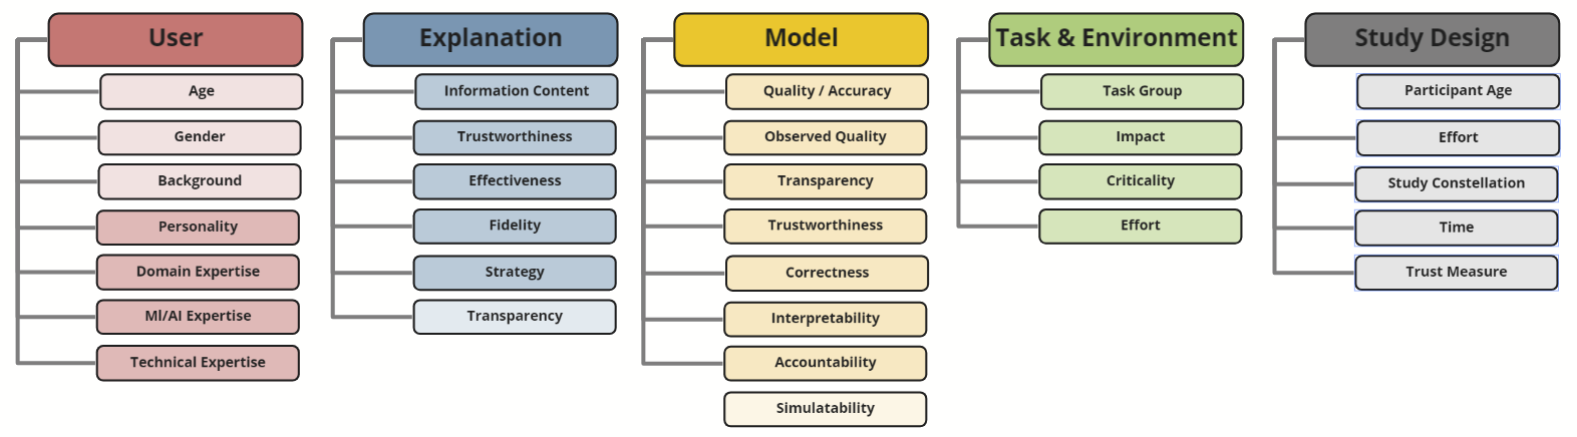 User
Age
Gender
Background
Personality
Domain Expertise
Ml/AI Expertise
Technical Expertise
Explanation
Information Content
Trustworthiness
Effectiveness
Fidelity
Strategy
Transparency
Model
Quality / Accuracy
Observed Quality
Transparency
Trustworthiness
Correctness
Interpretability
Accountability
Simulatability
Task & Environment
Task Group
Impact
Criticality
Effort
Study Design
Participant Age
Effort
Study Constellation
Time
Trust Measure